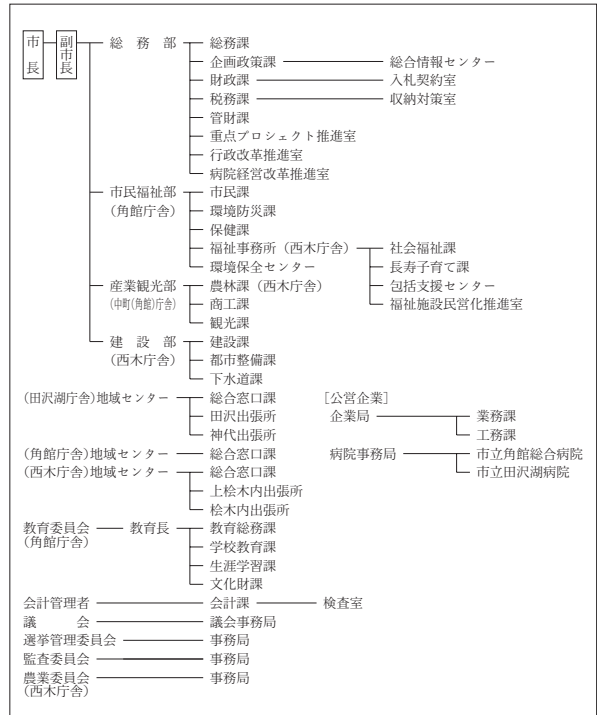 市長 副市長 総務部 総務課
企画政策課 総合情報センター
財政課 入札契約室
税務課 収納対策室
管財課
重点プロジェクト推進室
行政改革推進室
病院経営改革推進室
市民福祉部 市民課
(角館庁舎) 環境防災課
保健課
福祉事務所(西木庁舎) 社会福祉課
環境保全センター 長寿子育て課
産業観光部 農林課(西木庁舎) 包括支援センター
(中町(角館)庁舎) 商工課 福祉施設民営化推進室
観光課
建設部 建設課
(西木庁舎) 都市整備課
下水道課
(田沢湖庁舎)地域センター 総合窓口課 [公営企業]
田沢出張所 企業局 業務課
神代出張所 工務課
(角館庁舎)地域センター 総合窓口課 病院事務局 市立角館総合病院
(西木庁舎)地域センター 総合窓口課 市立田沢湖病院
上桧木内出張所
桧木内出張所
教育委員会 教育長 教育総務課
(角館庁舎) 学校教育課
生涯学習課
文化財課
会計管理者 会計課 検査室
議会 議会事務局
選挙管理委員会 事務局
監査委員会 事務局
農業委員会 事務局
(西木庁舎)